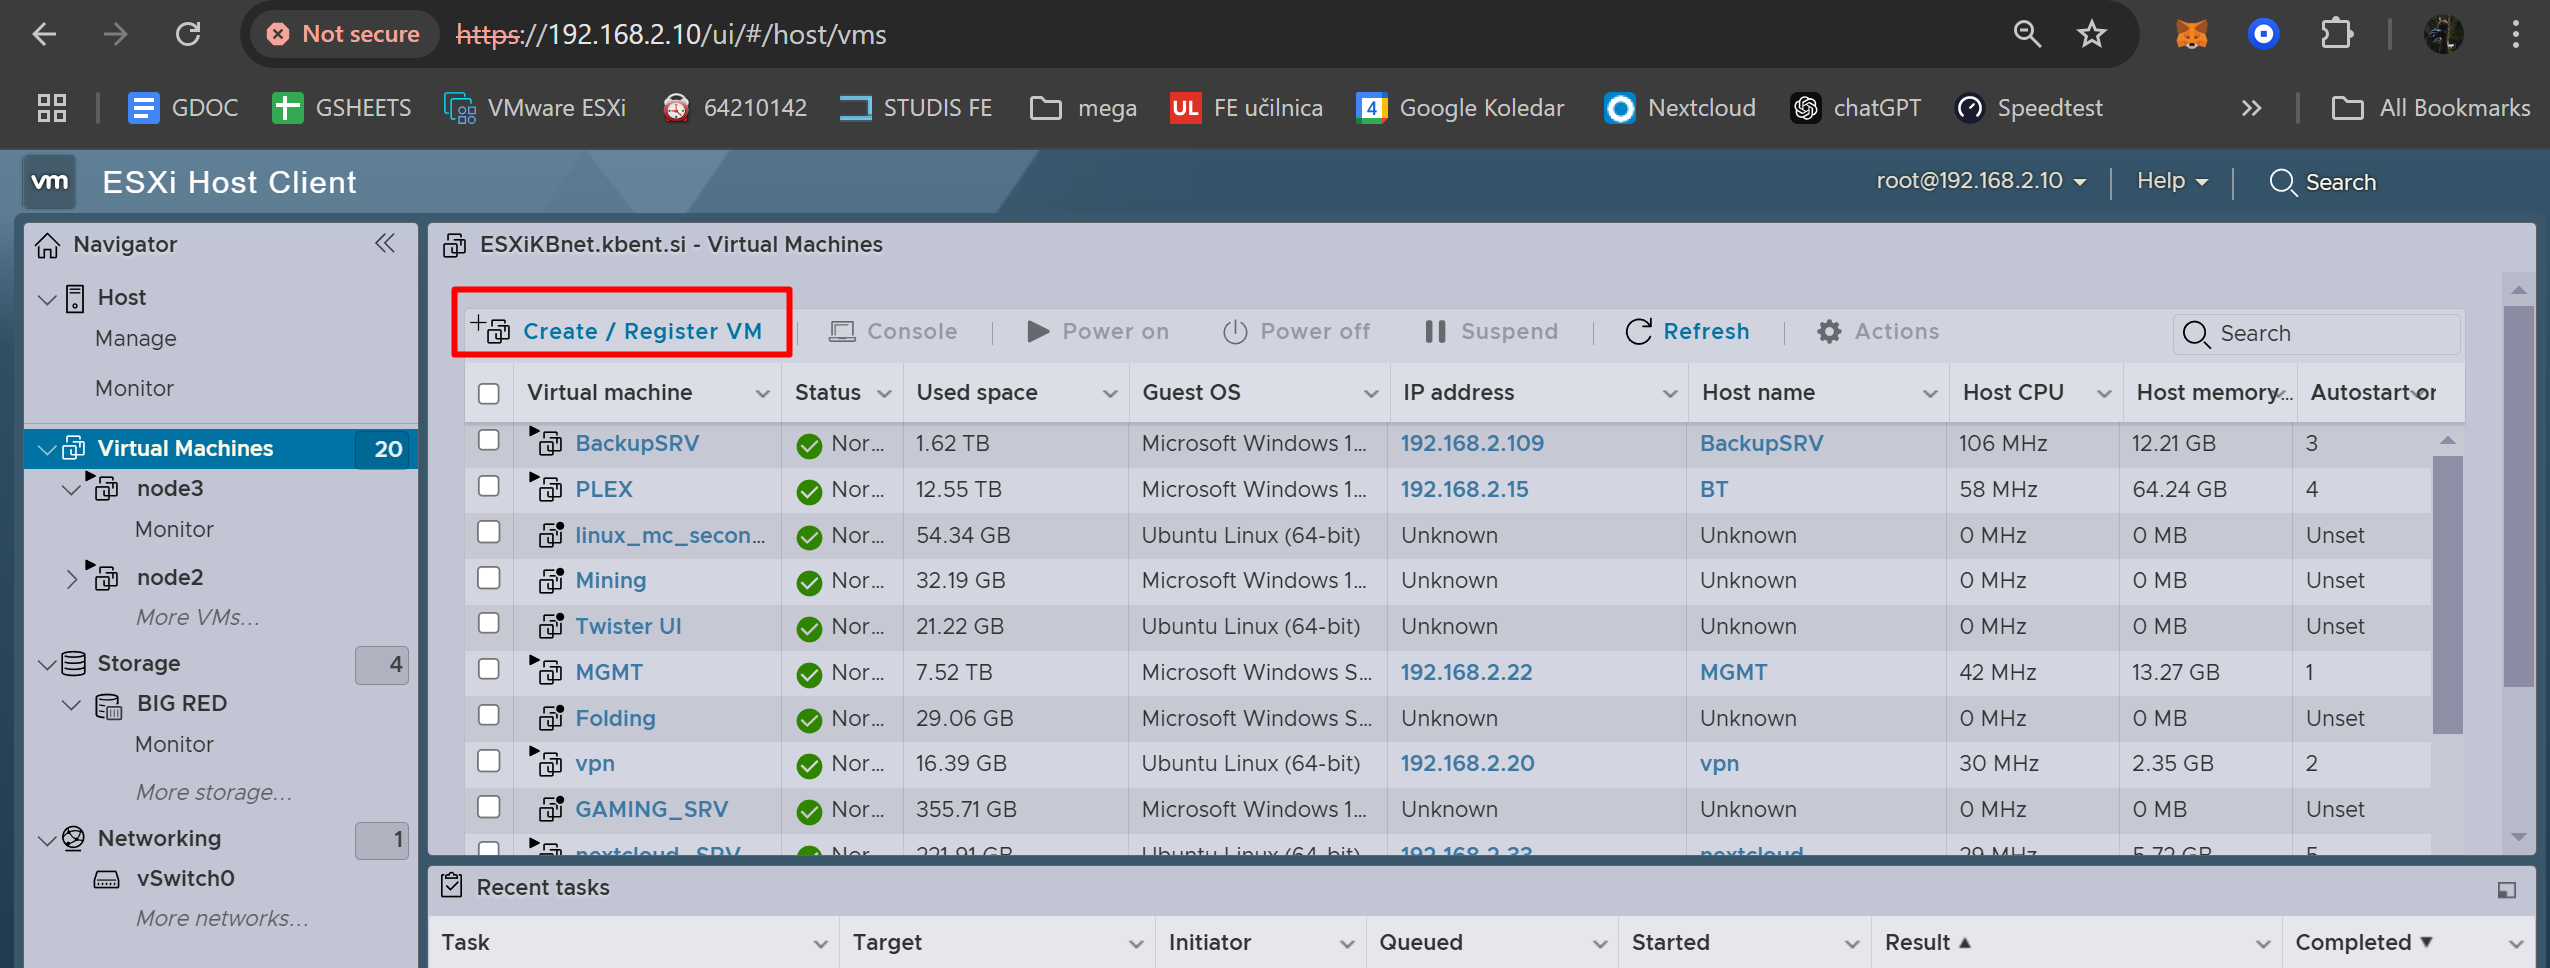 Not secure https://192.168.2.10/ui/#/host/vms
GDOC GSHEETS VMware ESXi 64210142 STUDIS FE mega UL FE učilnica 4 Google Koledar Nextcloud chatGPT Speedtest >> All Bookmarks
vm ESXi Host Client root@192.168.2.10 Help Search
Navigator
Host
Manage
Monitor
Virtual Machines 20
node3
Monitor
node2
More VMs...
Storage 4
BIG RED
Monitor
More storage...
Networking 1
vSwitch0
More networks...
ESXiKBnet.kbent.si - Virtual Machines
Create / Register VM Console Power on Power off Suspend Refresh Actions Search
Virtual machine Status Used space Guest OS IP address Host name Host CPU Host memory... Autostart or
BackupSRV Nor... 1.62 TB Microsoft Windows 1... 192.168.2.109 BackupSRV 106 MHz 12.21 GB 3
PLEX Nor... 12.55 TB Microsoft Windows 1... 192.168.2.15 BT 58 MHz 64.24 GB 4
linux_mc_secon... Nor... 54.34 GB Ubuntu Linux (64-bit) Unknown Unknown 0 MHz 0 MB Unset
Mining Nor... 32.19 GB Microsoft Windows 1... Unknown Unknown 0 MHz 0 MB Unset
Twister UI Nor... 21.22 GB Ubuntu Linux (64-bit) Unknown Unknown 0 MHz 0 MB Unset
MGMT Nor... 7.52 TB Microsoft Windows S... 192.168.2.22 MGMT 42 MHz 13.27 GB 1
Folding Nor... 29.06 GB Microsoft Windows S... Unknown Unknown 0 MHz 0 MB Unset
vpn Nor... 16.39 GB Ubuntu Linux (64-bit) 192.168.2.20 vpn 30 MHz 2.35 GB 2
GAMING_SRV Nor... 355.71 GB Microsoft Windows 1... Unknown Unknown 0 MHz 0 MB Unset
nextcloud_SRV Nor... 221.91 GB Ubuntu Linux (64-bit) 192.168.2.33 nextcloud 29 MHz 5.72 GB 5
Recent tasks
Task Target Initiator Queued Started Result ▲ Completed ▼